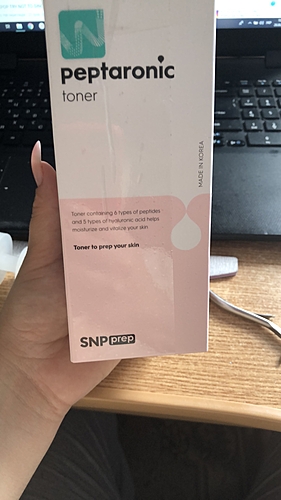 peptaronic
toner
MADE IN KOREA
Toner containing 6 types of peptides
and 5 types of hyaluronic acid helps
moisturize and vitalize your skin
Toner to prep your skin
SNP prep